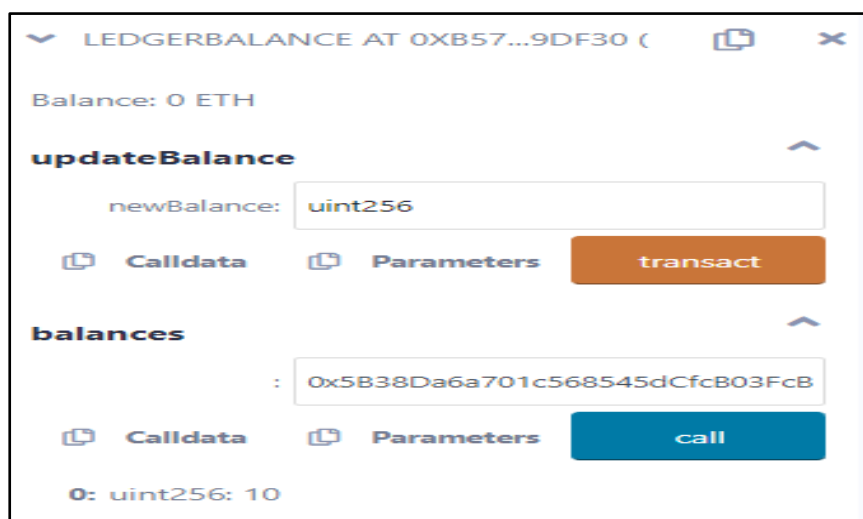 LEDGERBALANCE AT 0XB57...9DF30 (
Balance: 0 ETH
updateBalance
newBalance: uint256
Calldata Parameters transact
balances
: 0x5B38Da6a701c568545dCfcB03FcB
Calldata Parameters call
0: uint256: 10